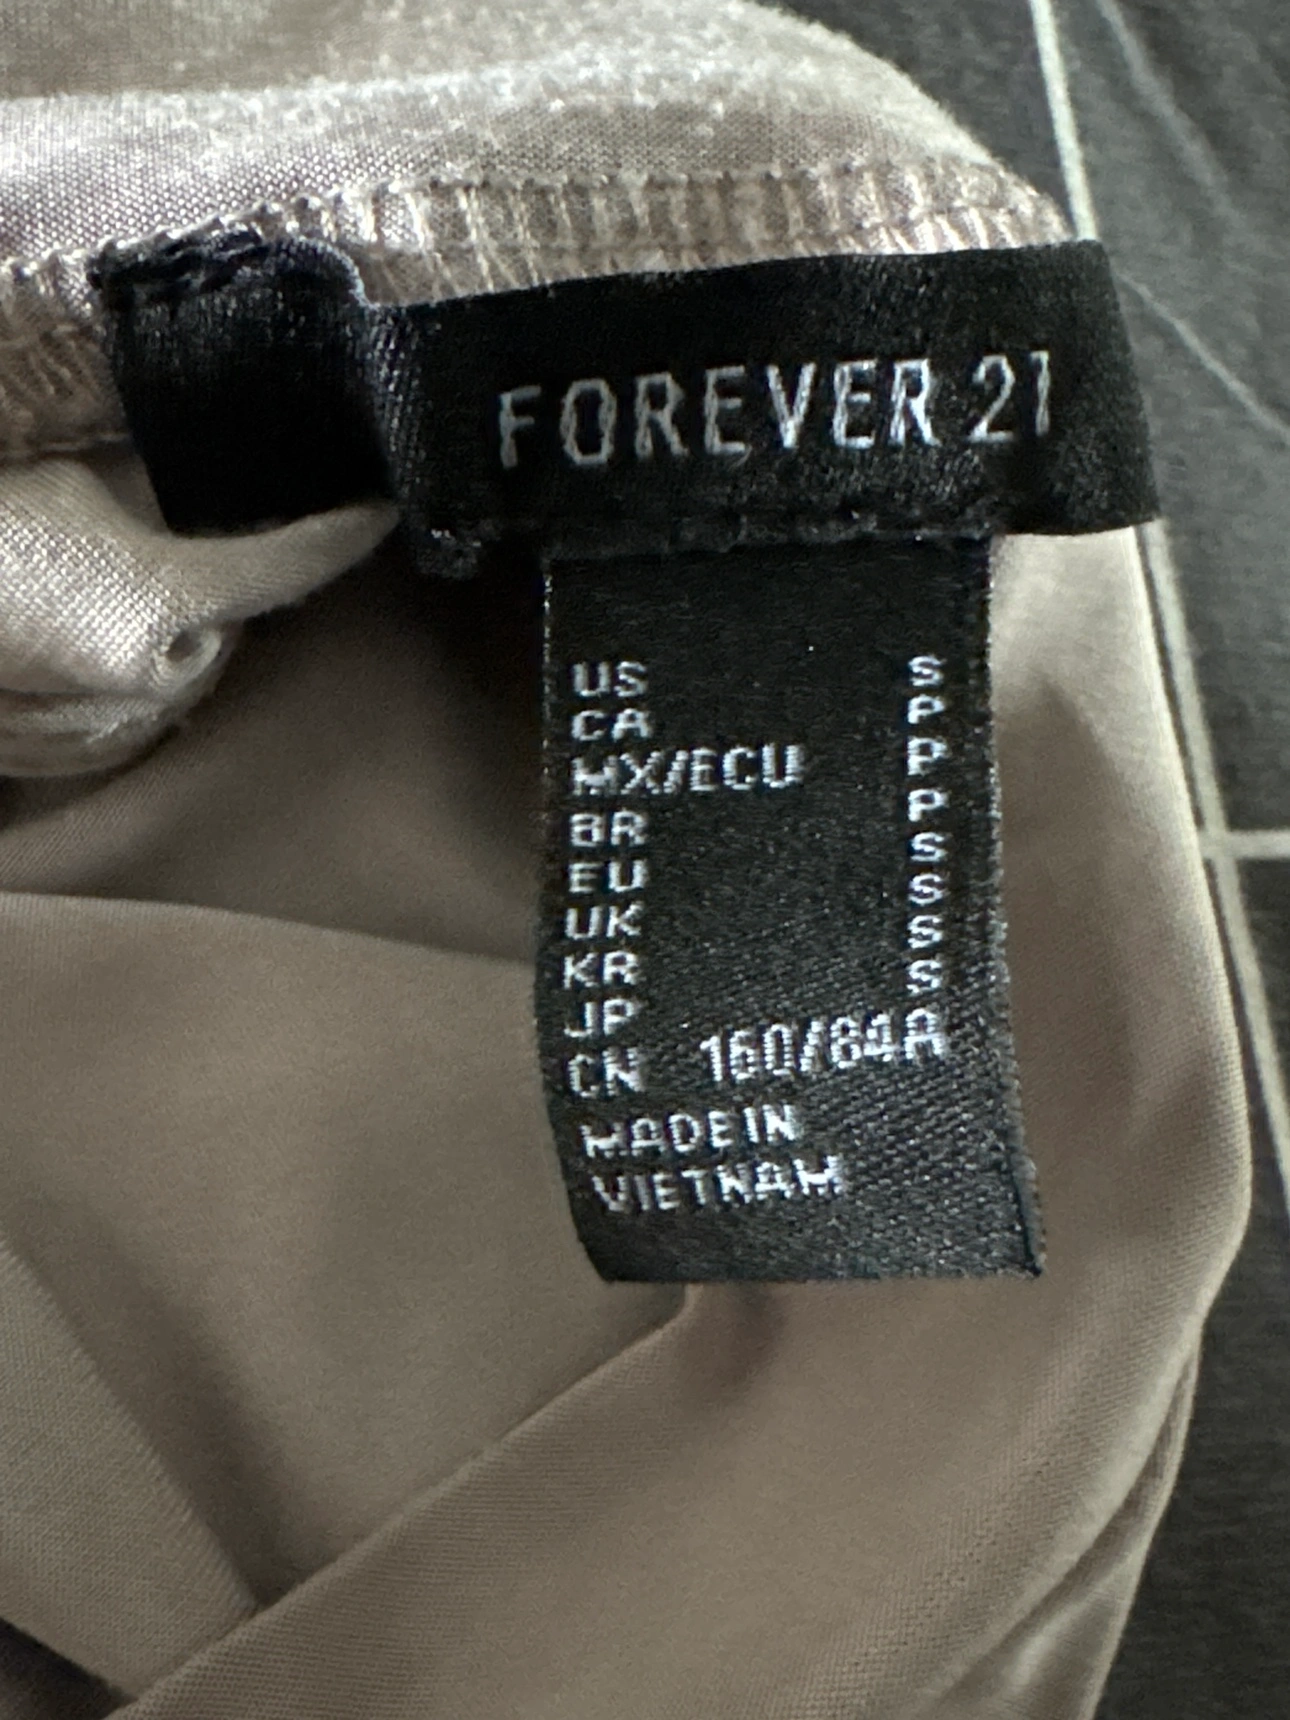 FOREVER 21
US S
CA P
MX/ECU P
BR P
EU S
UK S
KR S
JP S
CN 160/84A
MADE IN
VIETNAM